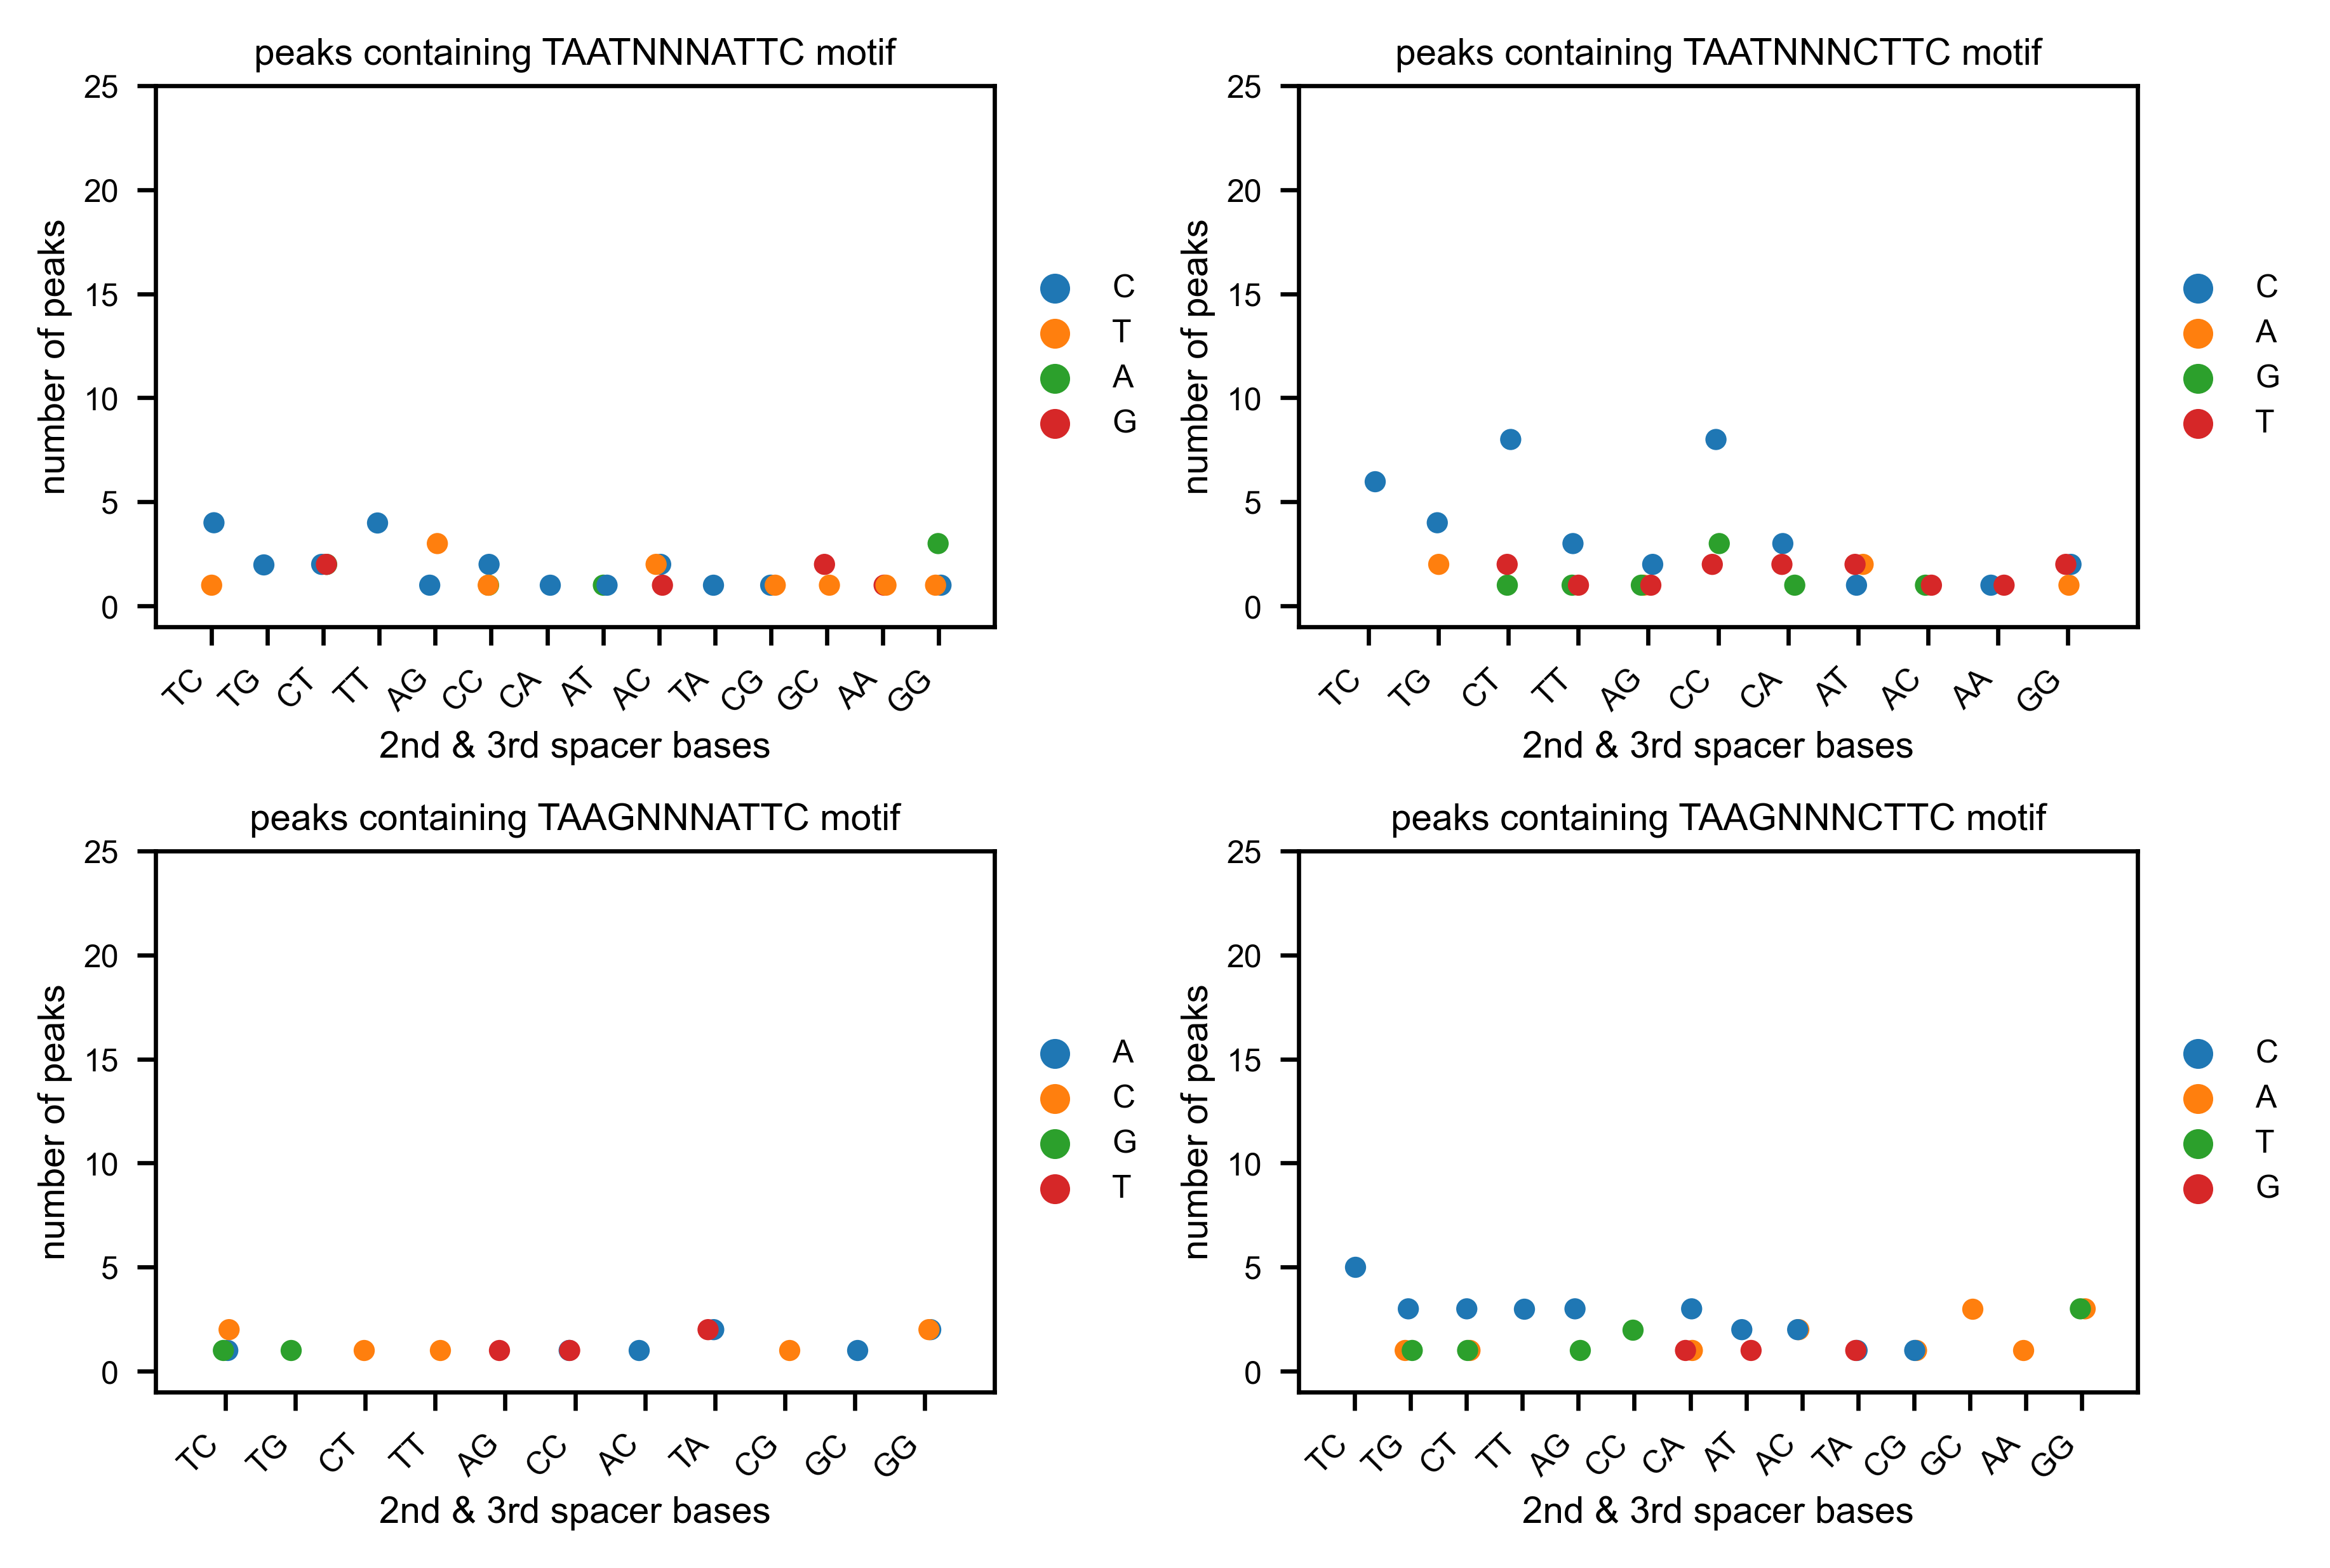 peaks containing TAATNNNATTC motif
25
20
15
10
5
0
number of peaks
TC TG CT TT AG CC CA AT AC TA CG GC AA GG
2nd & 3rd spacer bases
C
T
A
G
peaks containing TAATNNNCTTC motif
25
20
15
10
5
0
number of peaks
TC TG CT TT AG CC CA AT AC AA GG
2nd & 3rd spacer bases
C
A
G
T
peaks containing TAAGNNNATTC motif
25
20
15
10
5
0
number of peaks
TC TG CT TT AG CC AC TA CG GC GG
2nd & 3rd spacer bases
A
C
G
T
peaks containing TAAGNNNCTTC motif
25
20
15
10
5
0
number of peaks
TC TG CT TT AG CC CA AT AC TA CG GC AA GG
2nd & 3rd spacer bases
C
A
T
G